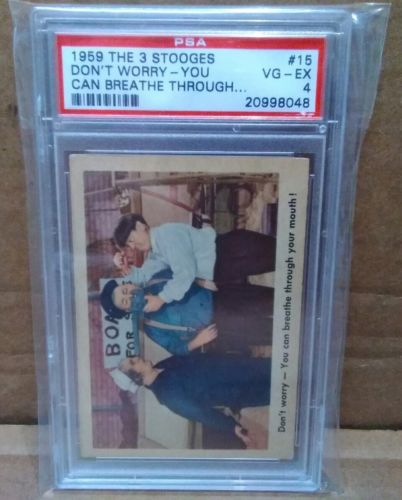 PSA
1959 THE 3 STOOGES #15
DON'T WORRY-YOU VG-EX
CAN BREATHE THROUGH... 4
20998048
BOA
FOR
Don't worry — You can breathe through your mouth!